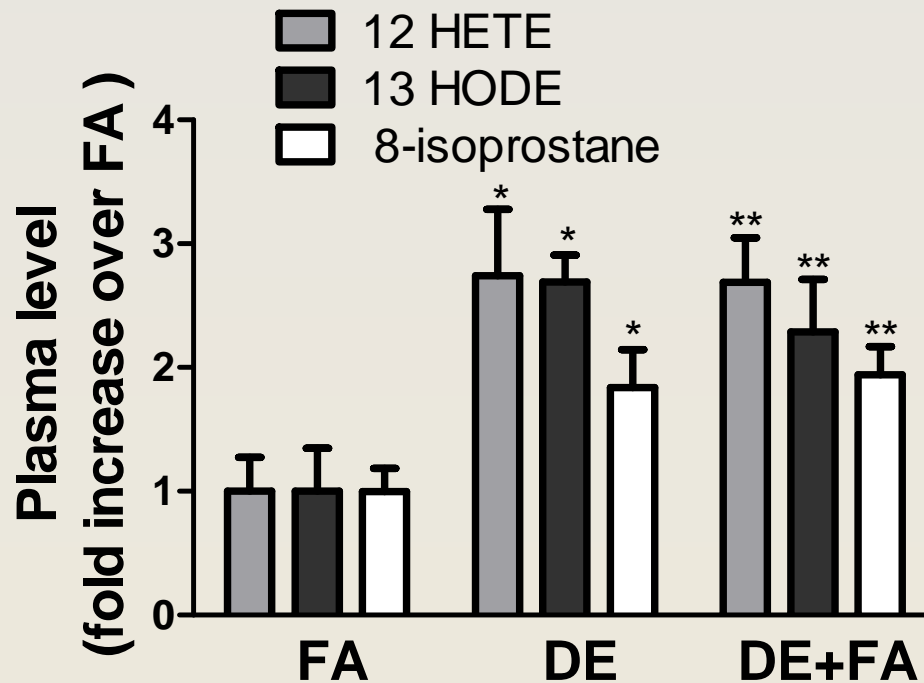 12 HETE
13 HODE
8-isoprostane
Plasma level
(fold increase over FA )
4
3
2
1
0
*
*
*
**
**
**
FA
DE
DE+FA